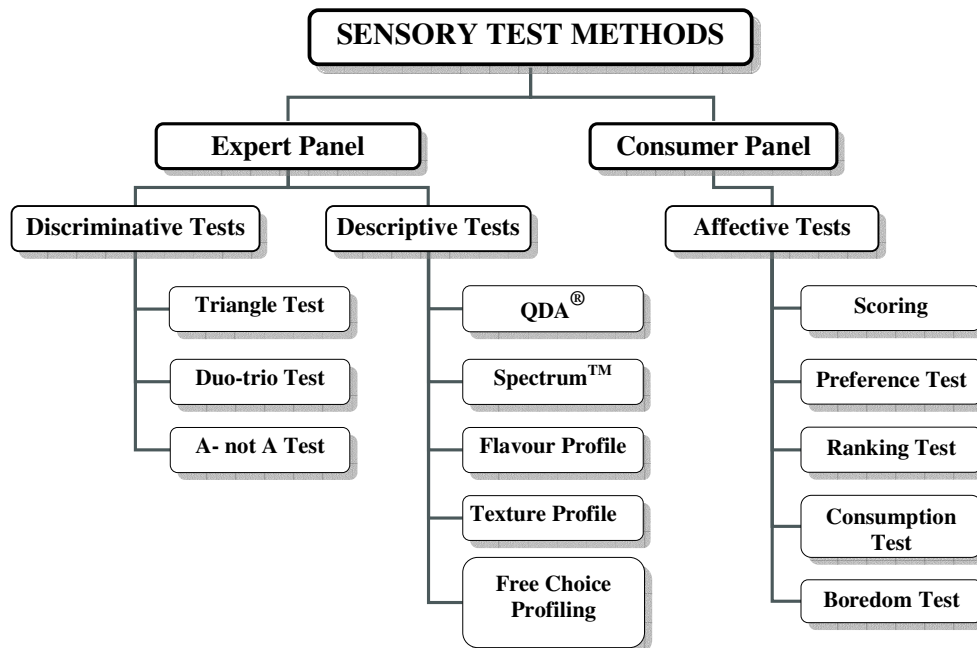 SENSORY TEST METHODS
Expert Panel
Consumer Panel
Discriminative Tests
Descriptive Tests
Affective Tests
Triangle Test
Duo-trio Test
A- not A Test
QDA®
Spectrum™
Flavour Profile
Texture Profile
Free Choice
Profiling
Scoring
Preference Test
Ranking Test
Consumption
Test
Boredom Test